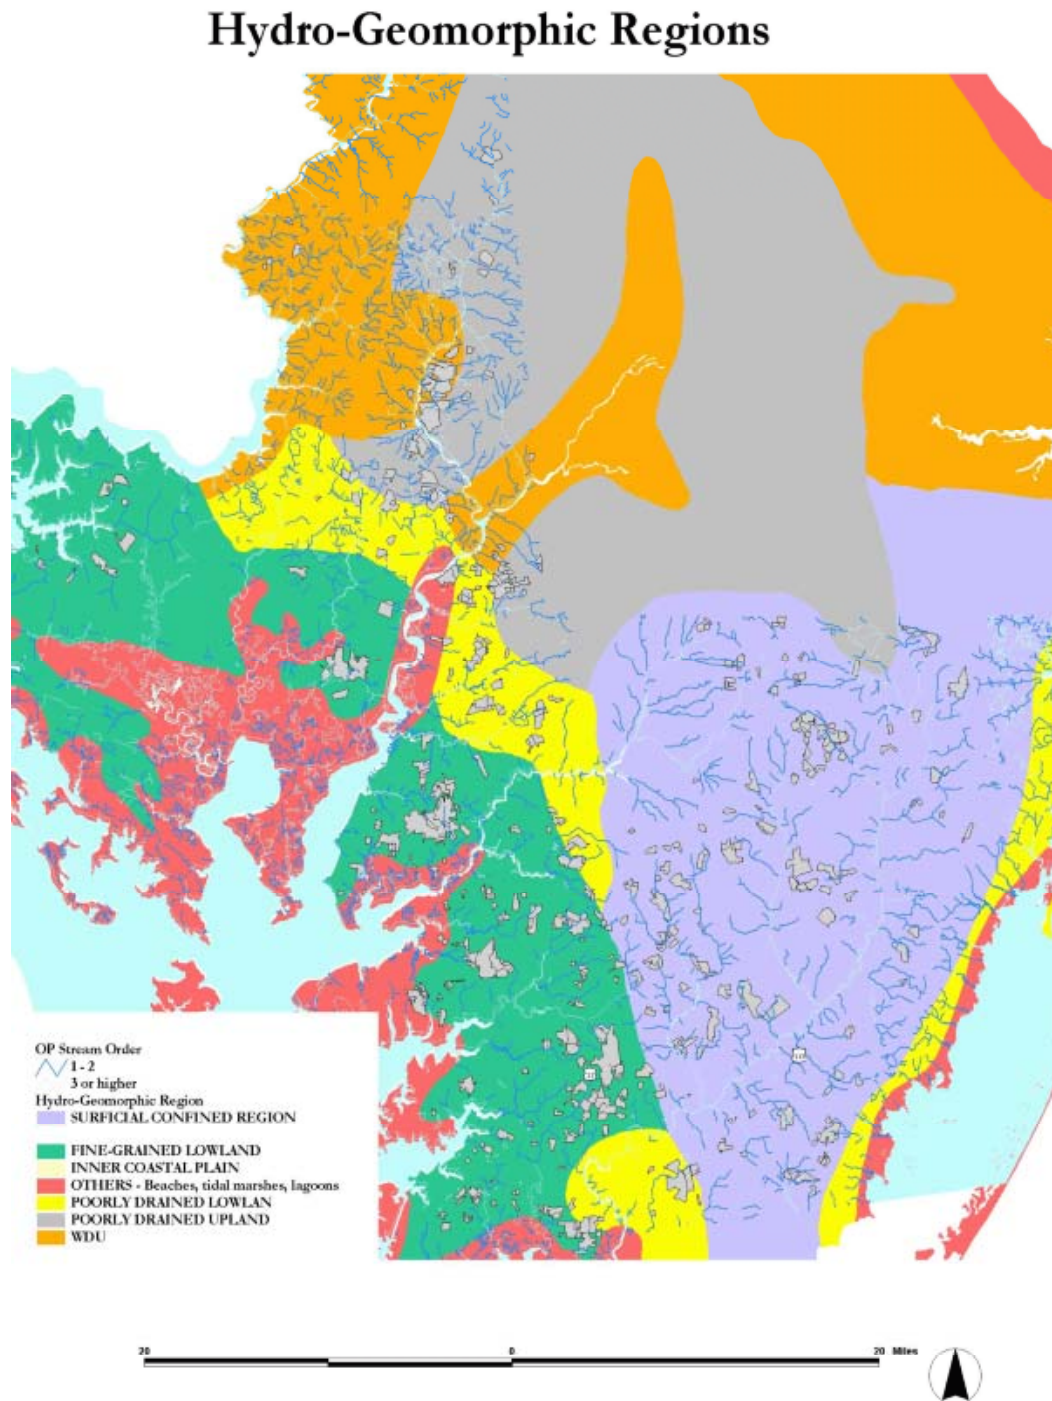 Hydro-Geomorphic Regions
OP Stream Order
1 - 2
3 or higher
Hydro-Geomorphic Region
SURFICIAL CONFINED REGION
FINE-GRAINED LOWLAND
INNER COASTAL PLAIN
OTHERS - Beaches, tidal marshes, lagoons
POORLY DRAINED LOWLAN
POORLY DRAINED UPLAND
WDU
20 0 20 Miles